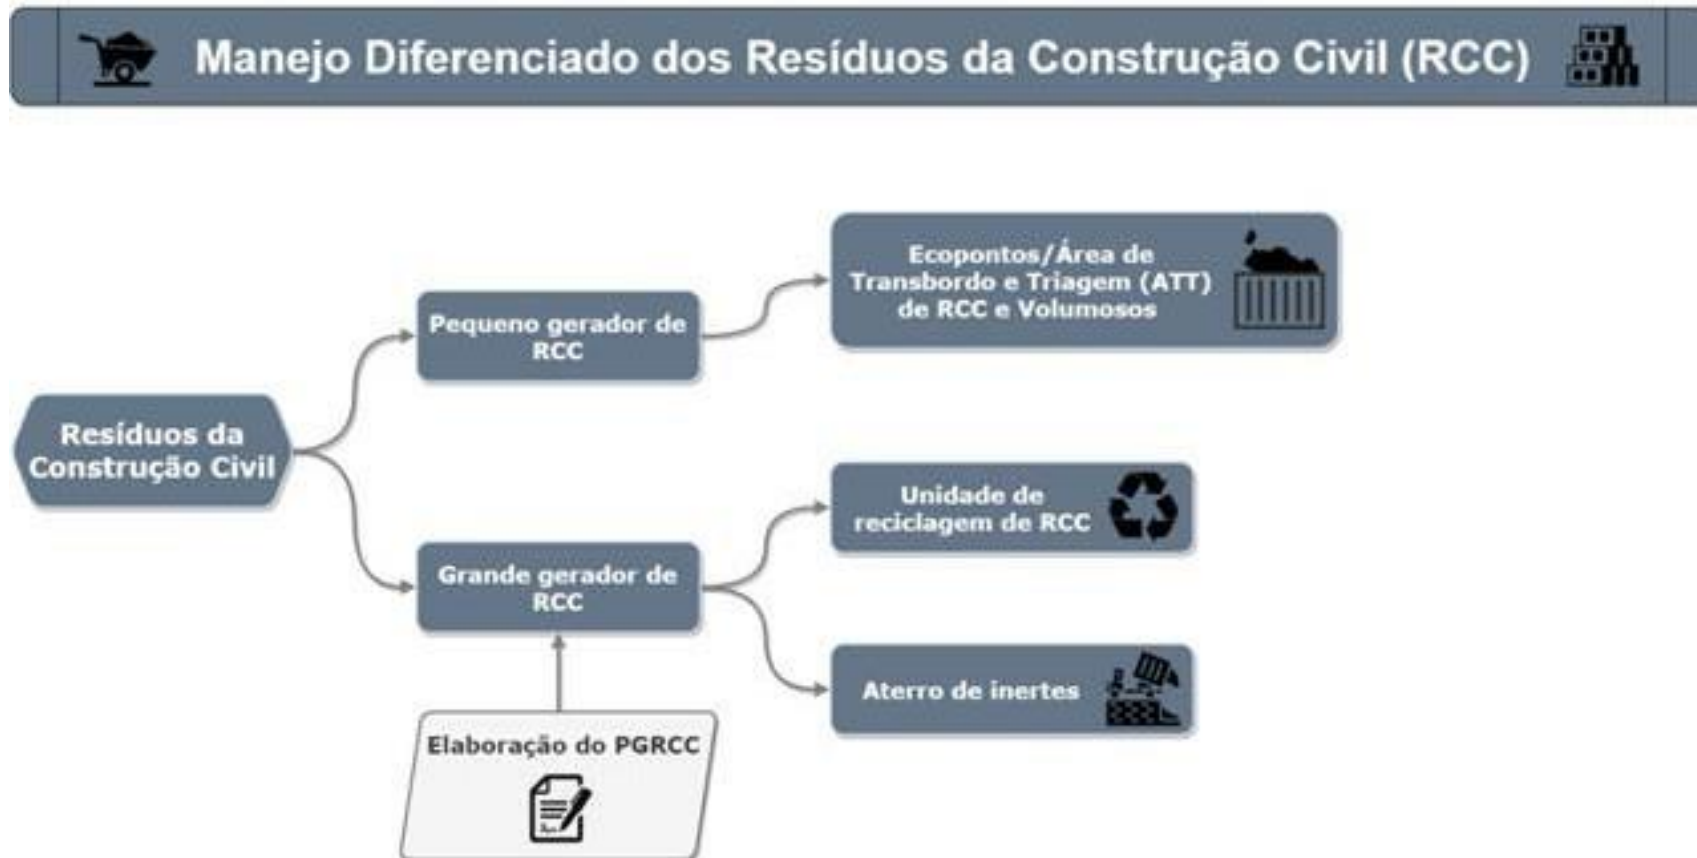 Manejo Diferenciado dos Resíduos da Construção Civil (RCC)
Ecopontos/Área de
Transbordo e Triagem (ATT)
de RCC e Volumosos
Pequeno gerador de
RCC
Resíduos da
Construção Civil
Unidade de
reciclagem de RCC
Grande gerador de
RCC
Aterro de inertes
Elaboração do PGRCC